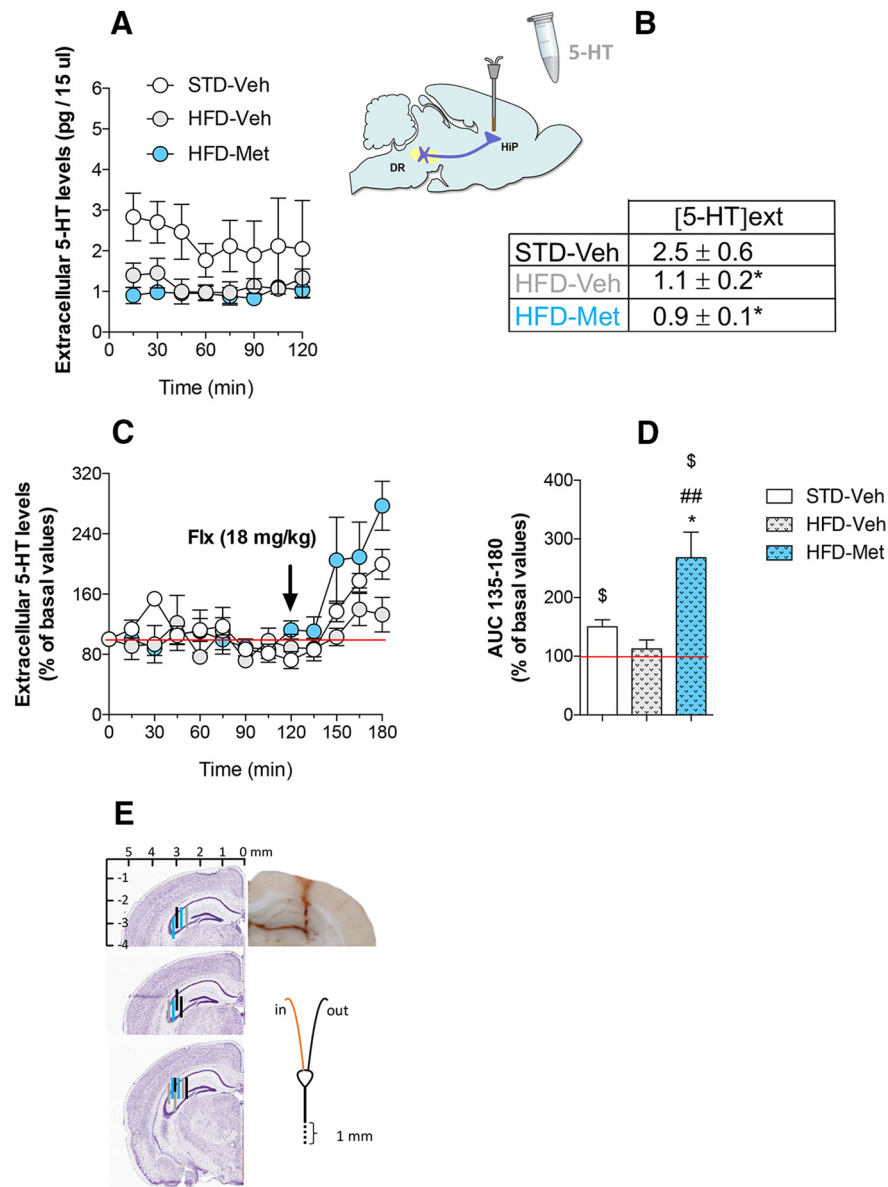 A
B
6
5
4
3
2
1
0
0 30 60 90 120
Extracellular 5-HT levels (pg / 15 ul)
Time (min)
STD-Veh
HFD-Veh
HFD-Met
5-HT
HiP
DR
[5-HT]ext
STD-Veh 2.5 ± 0.6
HFD-Veh 1.1 ± 0.2*
HFD-Met 0.9 ± 0.1*
C
D
320
240
160
80
0
0 30 60 90 120 150 180
Extracellular 5-HT levels
(% of basal values)
Time (min)
Flx (18 mg/kg)
400
300
200
100
0
AUC 135-180
(% of basal values)
$
$
##
*
STD-Veh
HFD-Veh
HFD-Met
E
5 4 3 2 1 0 mm
-1
-2
-3
-4
in out
1 mm